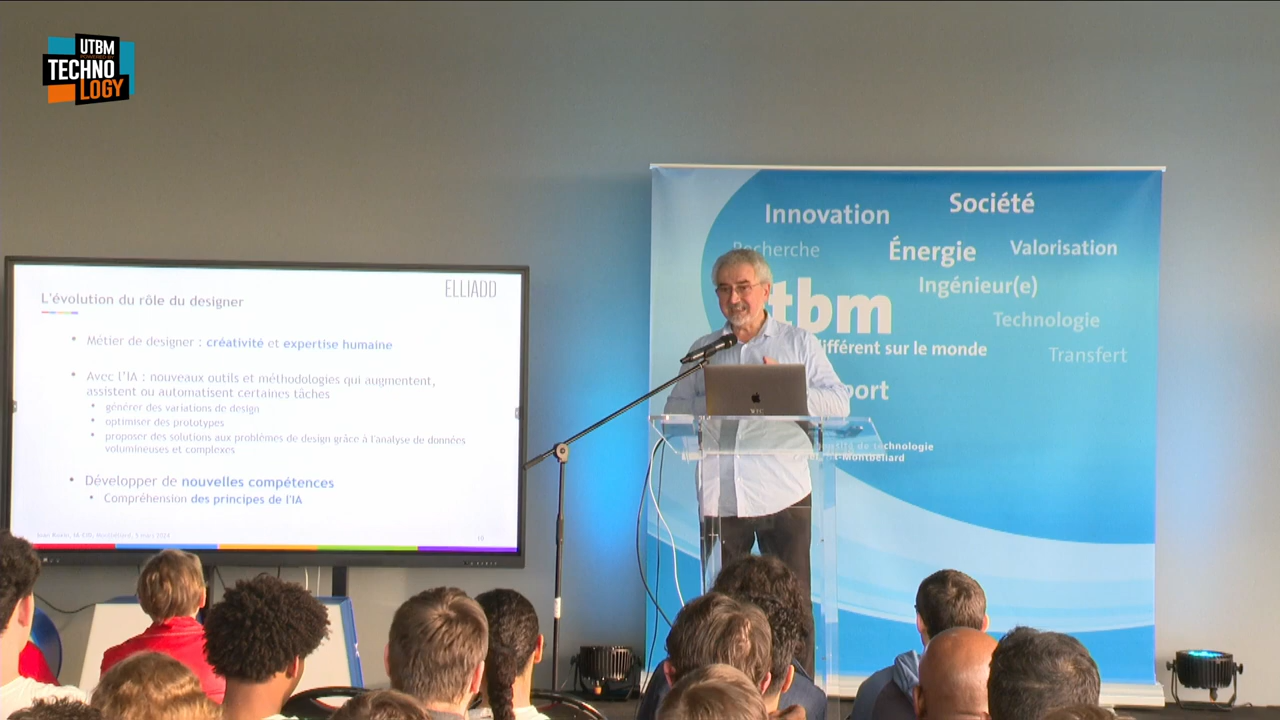 UTBM
TECHNO
LOGY
ELLIADD
L'évolution du rôle du designer
• Métier de designer : créativité et expertise humaine
• Avec l'IA : nouveaux outils et méthodologies qui augmentent,
assistent ou automatisent certaines tâches
• générer des variations de design
• optimiser des prototypes
• proposer des solutions aux problèmes de design grâce à l'analyse de données
volumineuses et complexes
• Développer de nouvelles compétences
• Compréhension des principes de l'IA
10
Innovation
Société
Recherche
Énergie
Valorisation
Ingénieur(e)
Technologie
Transfert
tbm
différent sur le monde
port
de technologie
t-Montbéliard